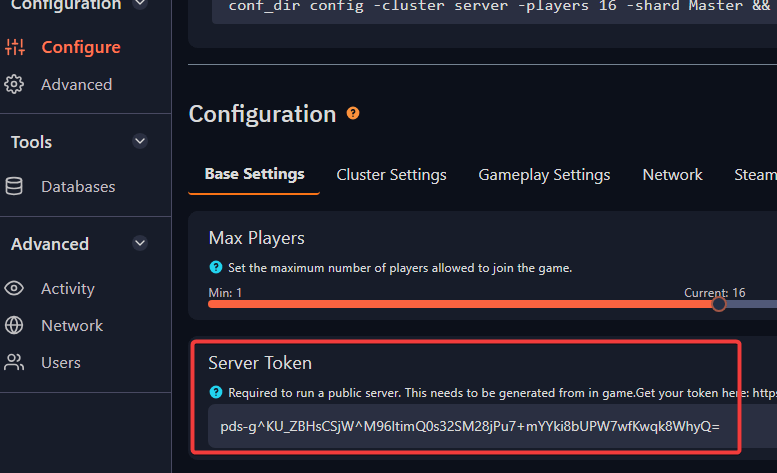 Configuration
Configure
Advanced
Tools
Databases
Advanced
Activity
Network
Users
conf_dir config -cluster server -players 16 -shard Master &&
Configuration
Base Settings Cluster Settings Gameplay Settings Network Steam
Max Players
Set the maximum number of players allowed to join the game.
Min: 1 Current: 16
Server Token
Required to run a public server. This needs to be generated from in game.Get your token here: https
pds-g^KU_ZBHsCSjW^M96ItimQ0s32SM28jPu7+mYYki8bUPW7wfKwqk8WhyQ=